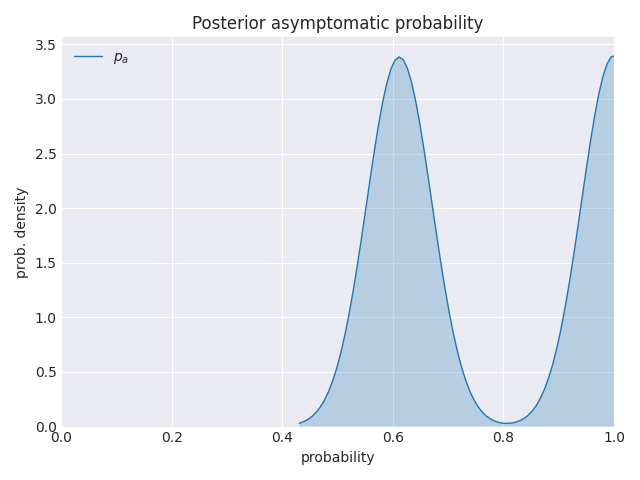 Posterior asymptomatic probability
3.5
3.0
2.5
2.0
1.5
1.0
0.5
0.0
prob. density
pₐ
0.0 0.2 0.4 0.6 0.8 1.0
probability